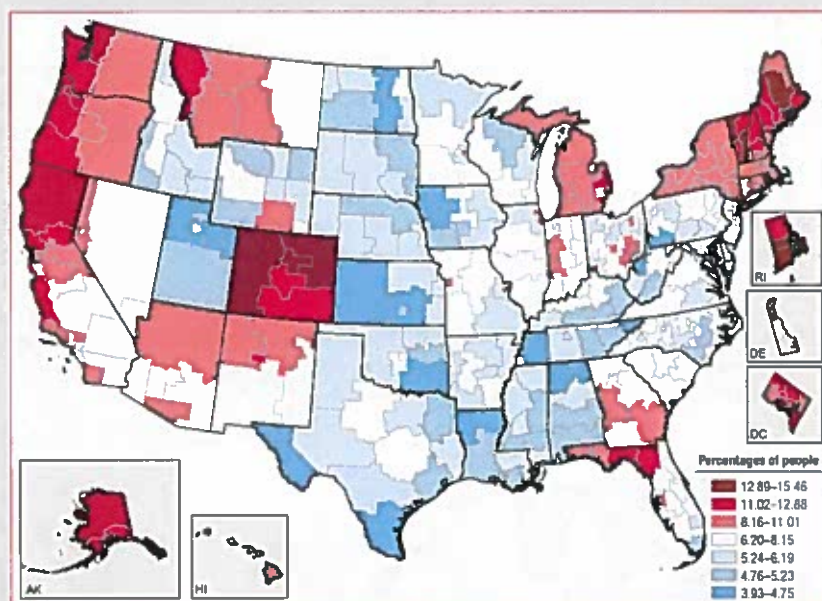 RI
DE
DC
Percentages of people
12.89–15.46
11.02–12.88
8.16–11.01
6.20–8.15
5.24–6.19
4.76–5.23
3.93–4.75
AK
HI